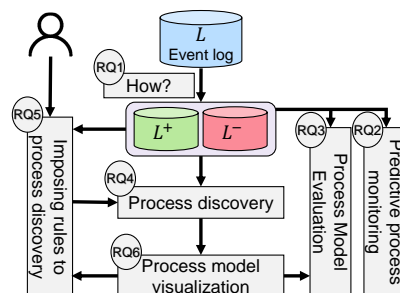 L
Event log
RQ1
How?
L⁺
L⁻
RQ5
Imposing rules to
process discovery
RQ4
Process discovery
RQ6
Process model
visualization
RQ3
Process Model
Evaluation
RQ2
Predictive process
monitoring